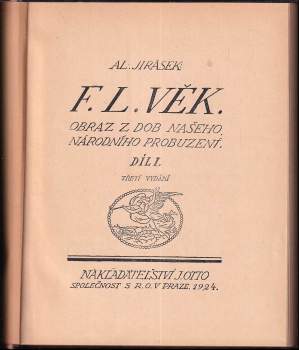 AL. JIRÁSEK:
F. L. VĚK.
OBRAZ Z DOB NAŠEHO
NÁRODNÍHO PROBUZENÍ.
DÍL I.
TŘETÍ VYDÁNÍ
NAKLADATELSTVÍ J. OTTO
SPOLEČNOST S R. O. V PRAZE. 1924.